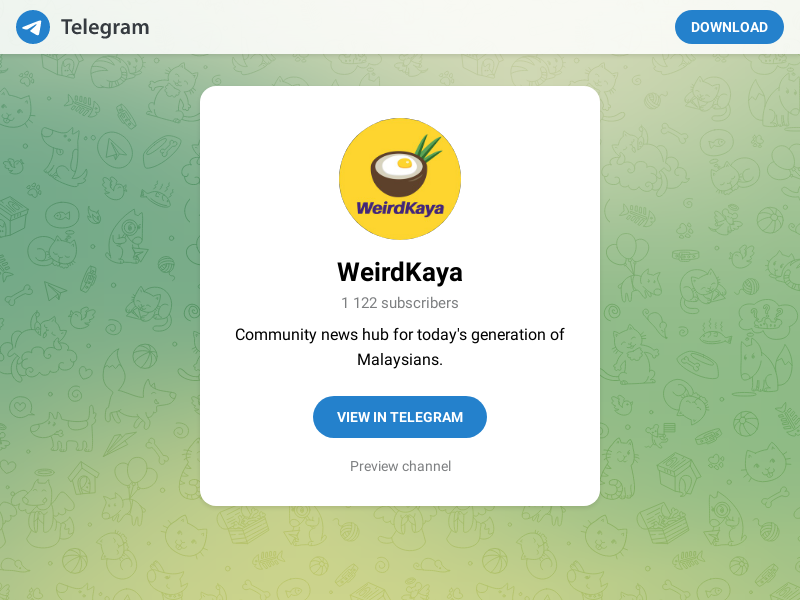 Telegram
DOWNLOAD
WeirdKaya
WeirdKaya
1 122 subscribers
Community news hub for today's generation of
Malaysians.
VIEW IN TELEGRAM
Preview channel